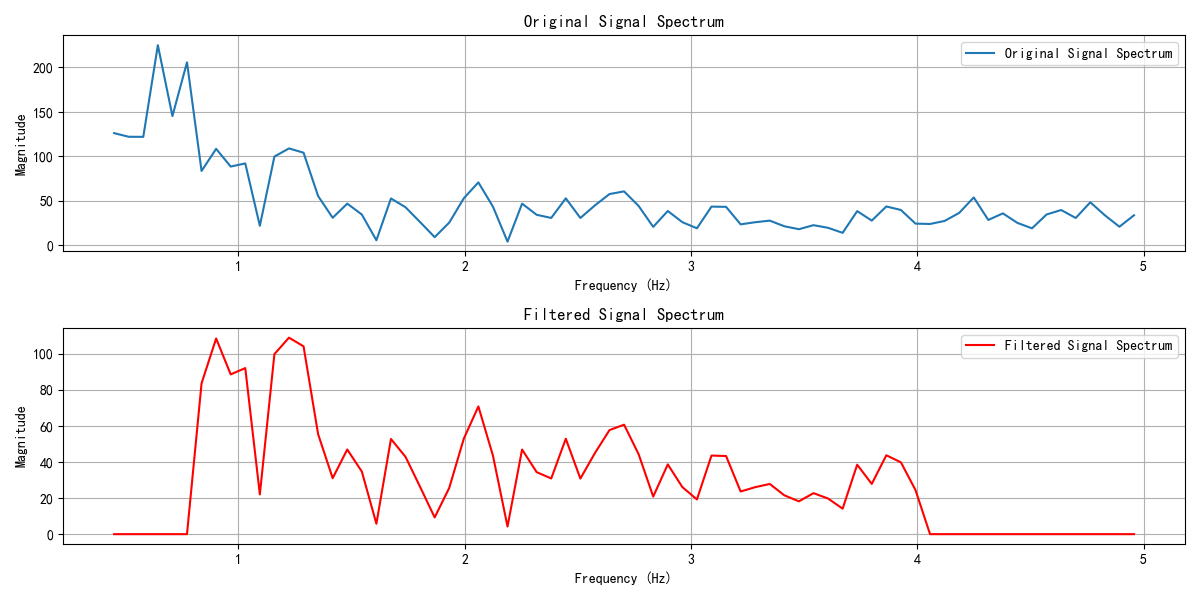 Original Signal Spectrum
Original Signal Spectrum
Magnitude
200
150
100
50
0
1
2
3
4
5
Frequency (Hz)
Filtered Signal Spectrum
Filtered Signal Spectrum
Magnitude
100
80
60
40
20
0
1
2
3
4
5
Frequency (Hz)